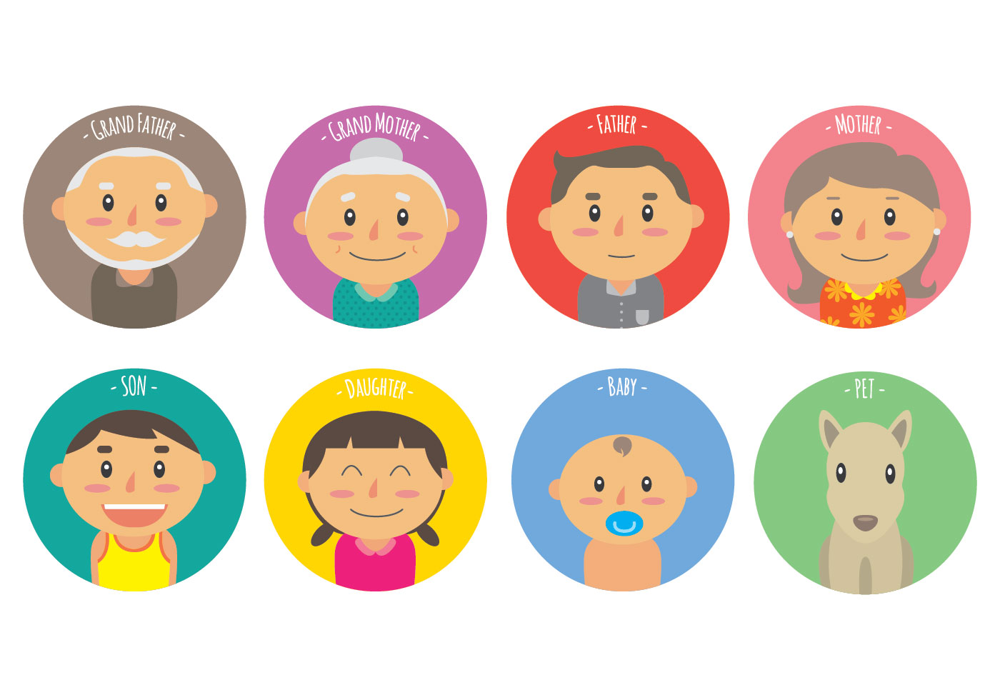 - GRAND FATHER -
- GRAND MOTHER -
- FATHER -
- MOTHER -
- SON -
- DAUGHTER -
- BABY -
- PET -